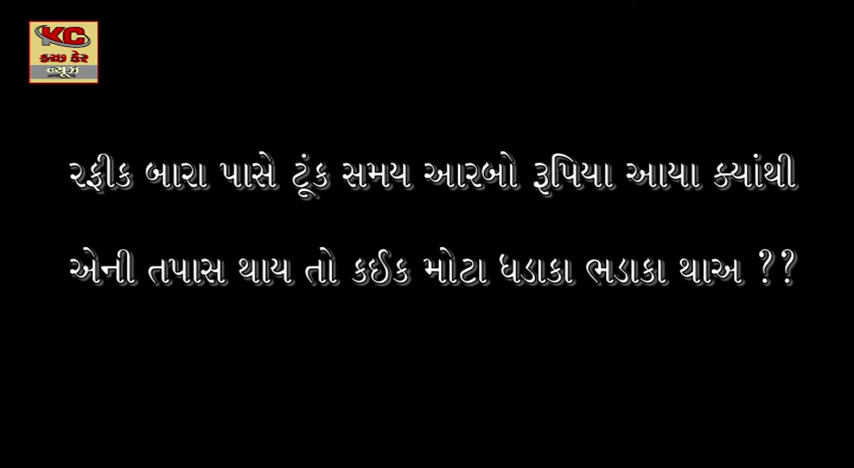 KC
કચ્છ કેર
ન્યૂઝ
રફીક બારા પાસે ટૂંક સમય આરબો રૂપિયા આયા ક્યાંથી
એની તપાસ થાય તો કઈક મોટા ધડાકા ભડાકા થાઅ ??